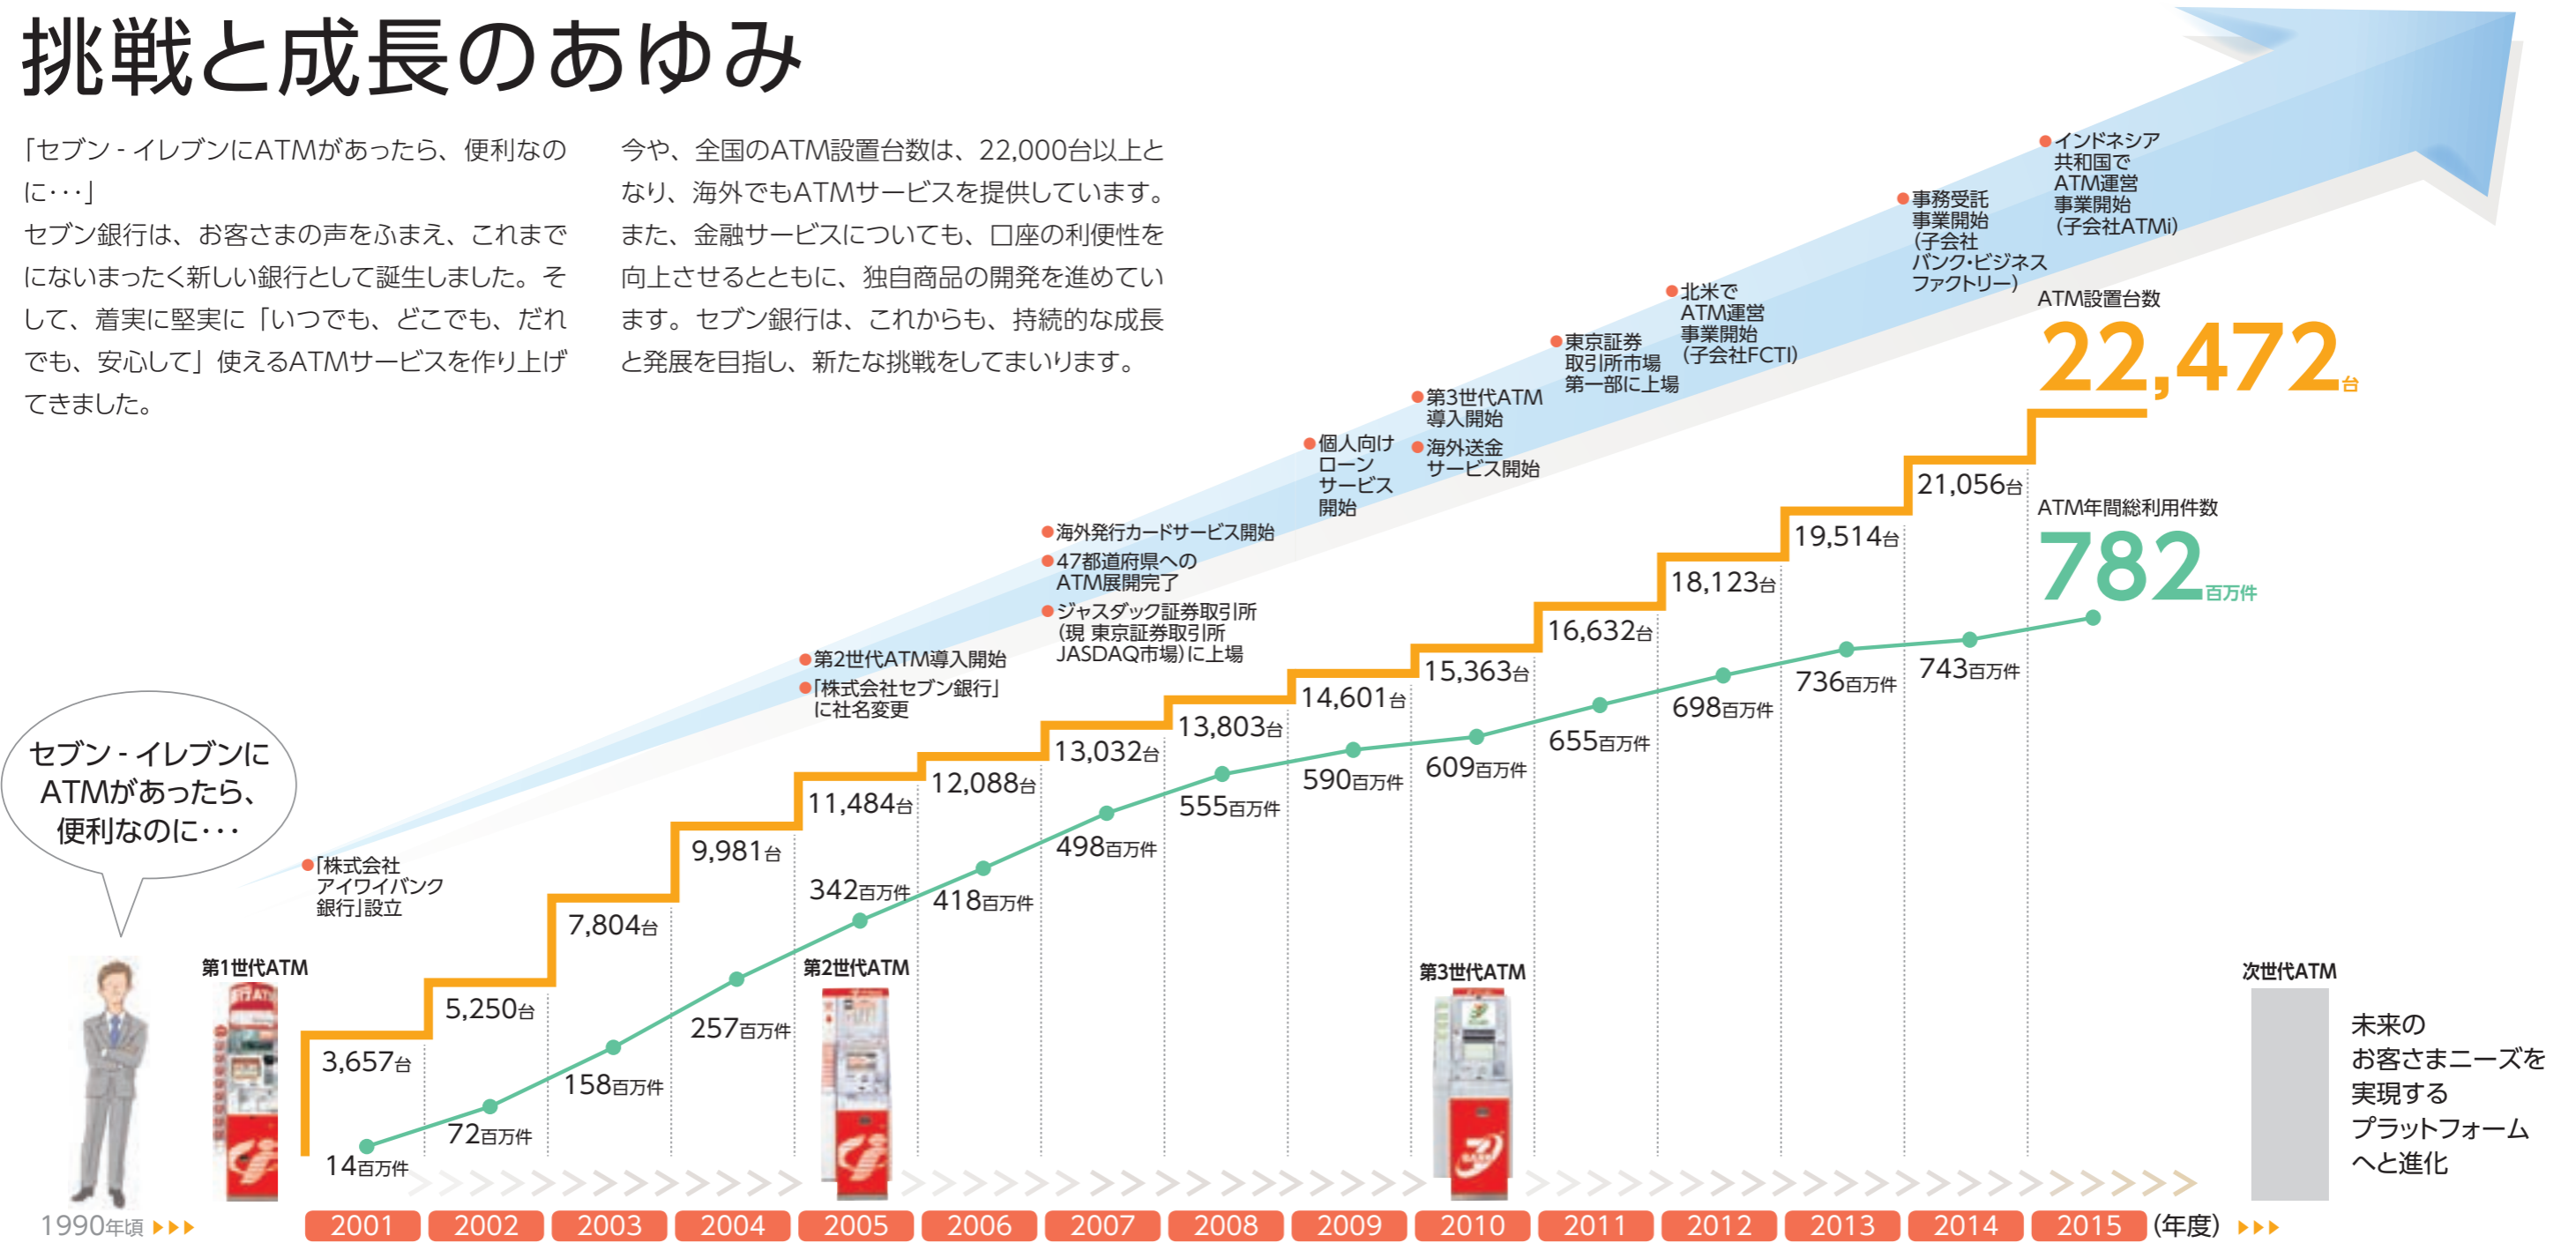 挑戦と成長のあゆみ
「セブン‐イレブンにATMがあったら、便利なの
に･･･」
セブン銀行は、お客さまの声をふまえ、これまで
にないまったく新しい銀行として誕生しました。そ
して、着実に堅実に「いつでも、どこでも、だれ
でも、安心して」使えるATMサービスを作り上げ
てきました。
今や、全国のATM設置台数は、22,000台以上と
なり、海外でもATMサービスを提供しています。
また、金融サービスについても、口座の利便性を
向上させるとともに、独自商品の開発を進めてい
ます。セブン銀行は、これからも、持続的な成長
と発展を目指し、新たな挑戦をしてまいります。
セブン‐イレブンに
ATMがあったら、
便利なのに･･･
●「株式会社
アイワイバンク
銀行」設立
●第2世代ATM導入開始
●「株式会社セブン銀行」
に社名変更
●海外発行カードサービス開始
●47都道府県への
ATM展開完了
●ジャスダック証券取引所
（現 東京証券取引所
JASDAQ市場）に上場
●個人向け
ローン
サービス
開始
●第3世代ATM
導入開始
●海外送金
サービス開始
●東京証券
取引所市場
第一部に上場
●北米で
ATM運営
事業開始
（子会社FCTI）
●事務受託
事業開始
（子会社
バンク・ビジネス
ファクトリー）
●インドネシア
共和国で
ATM運営
事業開始
（子会社ATMi）
ATM設置台数
22,472台
3,657台
5,250台
7,804台
9,981台
11,484台
12,088台
13,032台
13,803台
14,601台
15,363台
16,632台
18,123台
19,514台
21,056台
ATM年間総利用件数
782百万件
14百万件
72百万件
158百万件
257百万件
342百万件
418百万件
498百万件
555百万件
590百万件
609百万件
655百万件
698百万件
736百万件
743百万件
第1世代ATM
第2世代ATM
第3世代ATM
次世代ATM
未来の
お客さまニーズを
実現する
プラットフォーム
へと進化
1990年頃
2001 2002 2003 2004 2005 2006 2007 2008 2009 2010 2011 2012 2013 2014 2015 （年度）